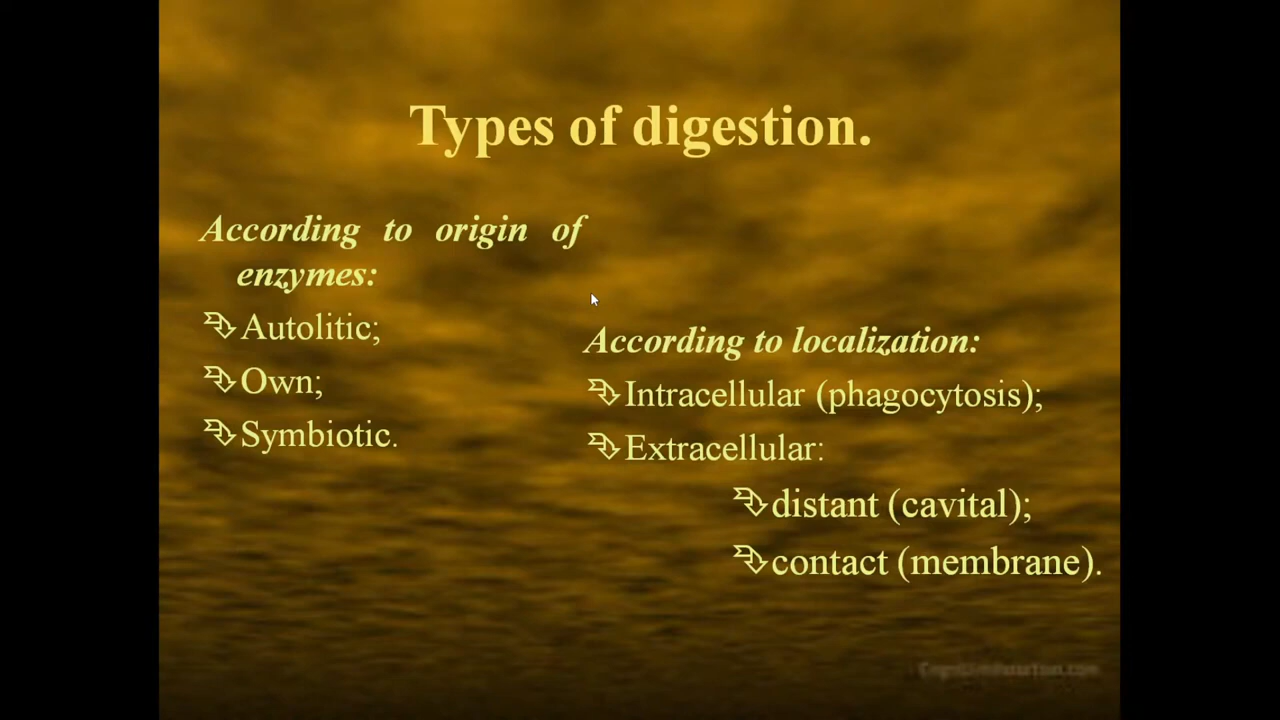 Types of digestion.
According to origin of
enzymes:
Autolitic;
Own;
Symbiotic.
According to localization:
Intracellular (phagocytosis);
Extracellular:
distant (cavital);
contact (membrane).